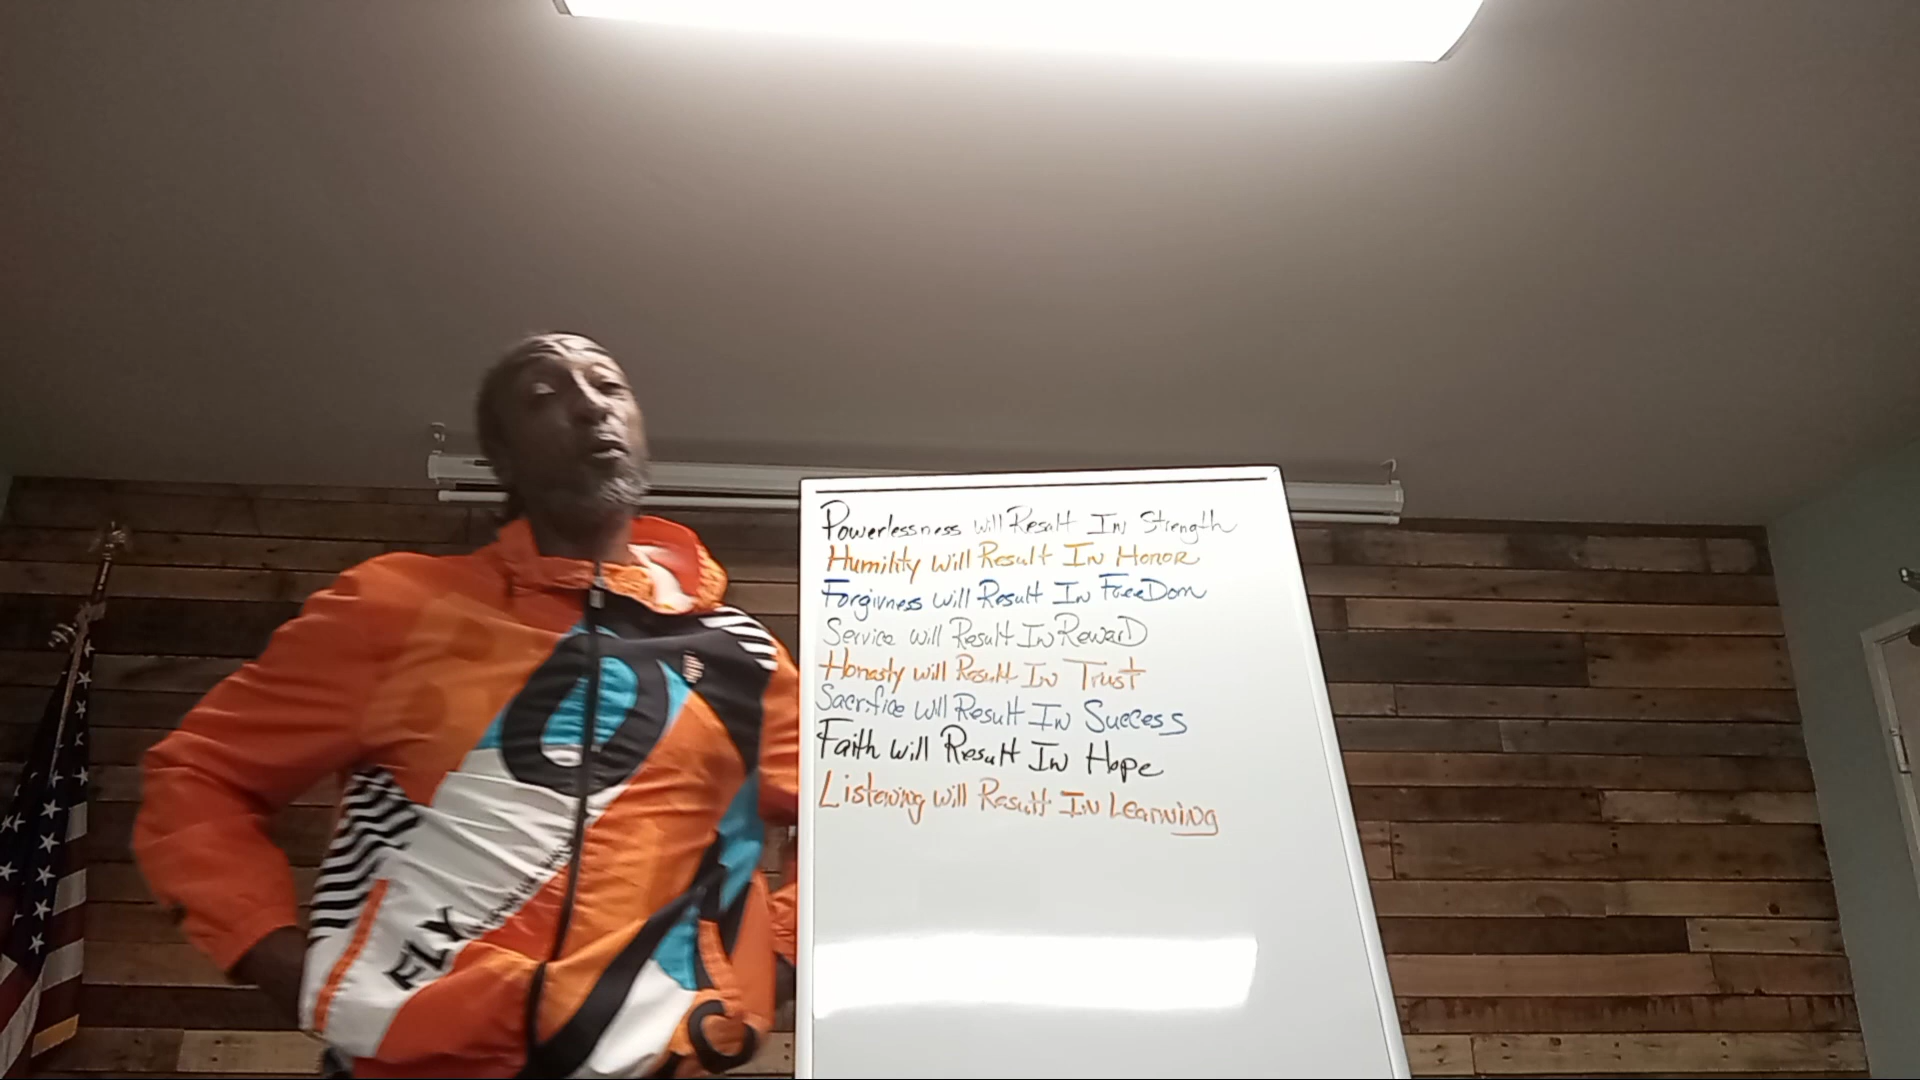 Powerlessness will Result In Strength
Humility Will Result In Honor
Forgivness will Result In FreeDom
Service will Result In RewarD
Honesty will Result In Trust
Sacrifice will Result In Success
Faith will Result In Hope
Listening will Result In Learning
FLY